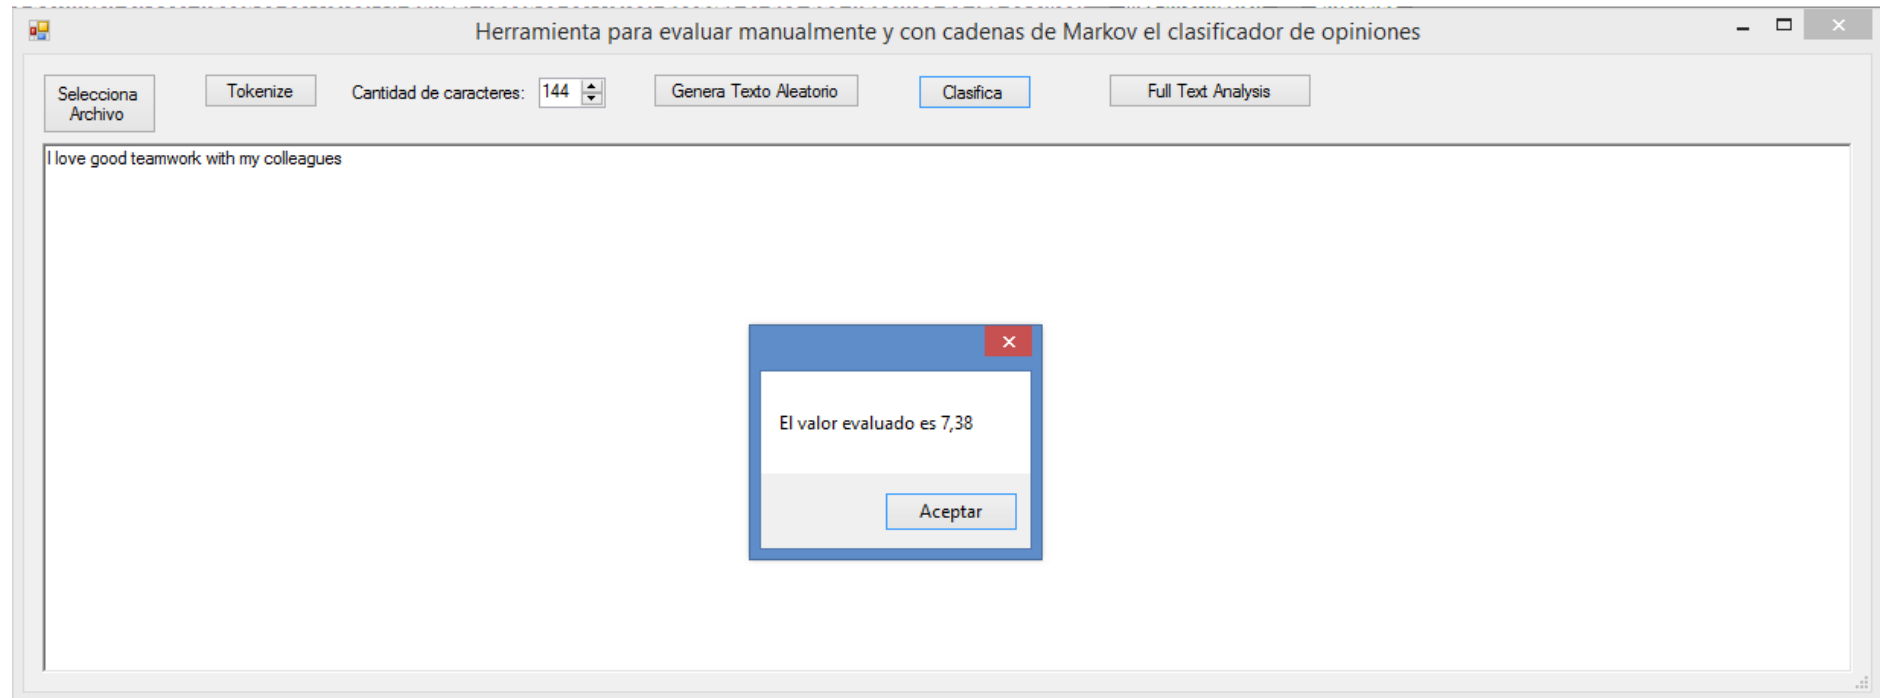 Herramienta para evaluar manualmente y con cadenas de Markov el clasificador de opiniones
Selecciona
Archivo
Tokenize
Cantidad de caracteres:
144
Genera Texto Aleatorio
Clasifica
Full Text Analysis
I love good teamwork with my colleagues
El valor evaluado es 7,38
Aceptar